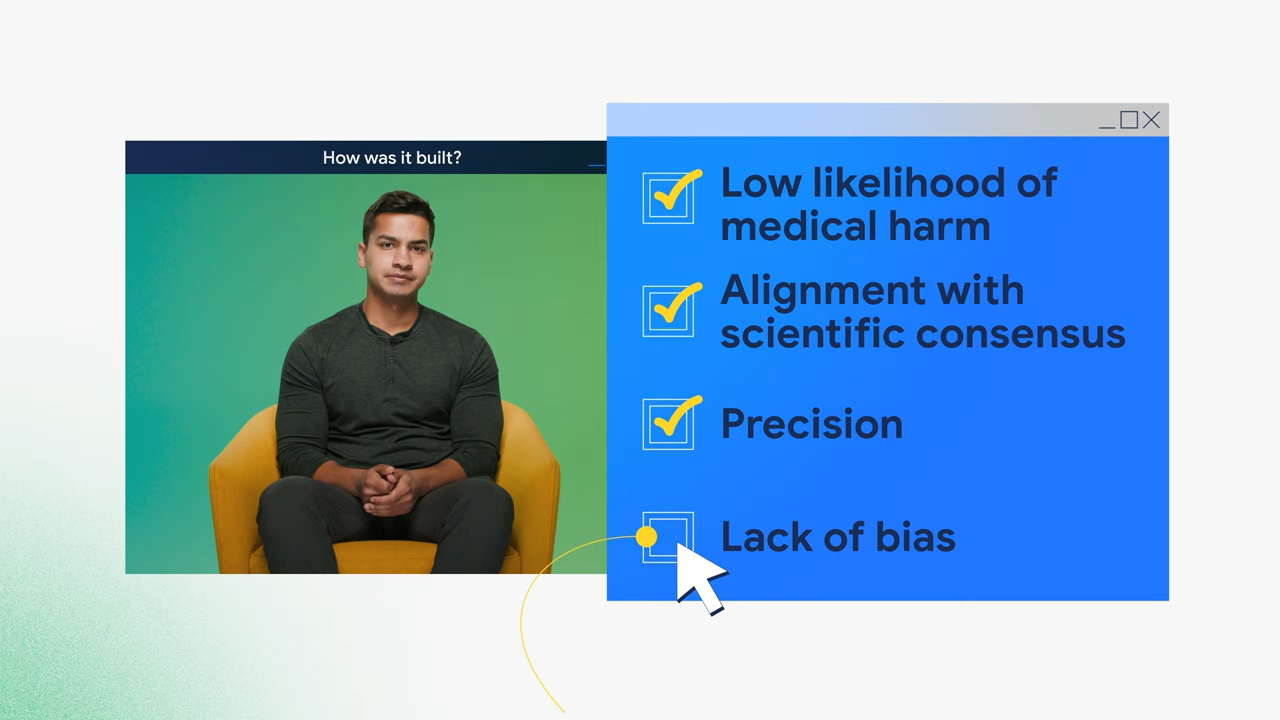 How was it built?
Low likelihood of
medical harm
Alignment with
scientific consensus
Precision
Lack of bias